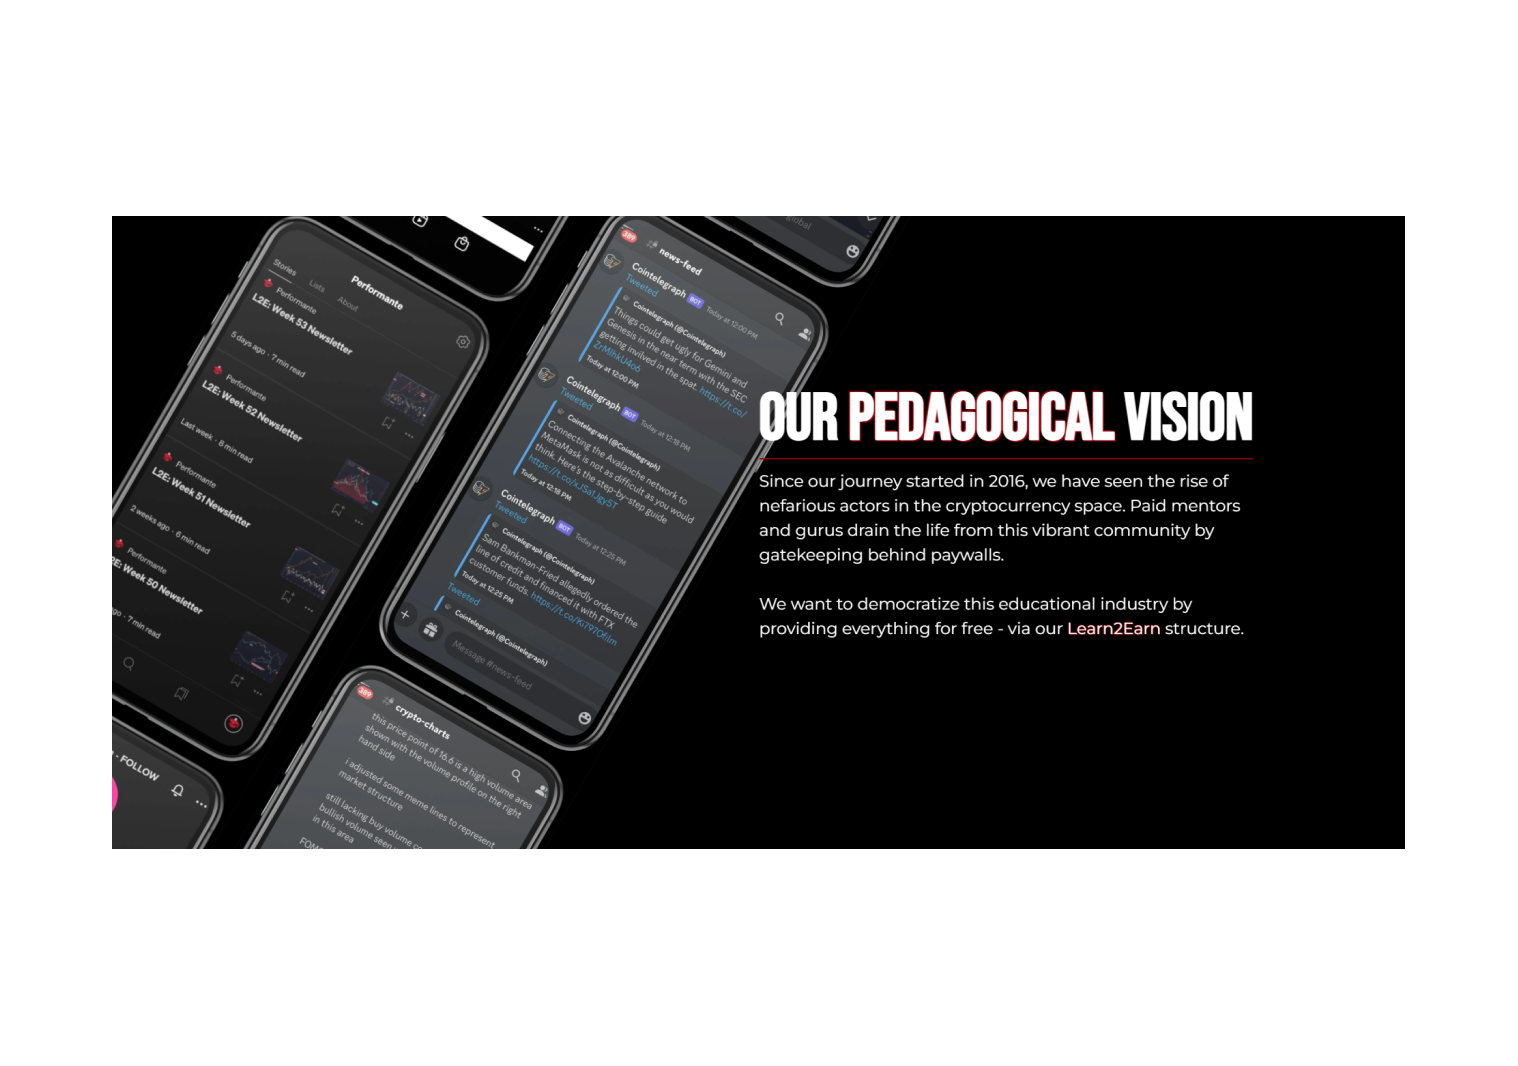 Stories
Lists
About
Performante
Performante
L2E: Week 53 Newsletter
5 days ago · 7 min read
Performante
L2E: Week 52 Newsletter
Last week · 8 min read
Performante
L2E: Week 51 Newsletter
2 weeks ago · 6 min read
Performante
2E: Week 50 Newsletter
go · 7 min read
- FOLLOW
global
389
news-feed
Cointelegraph BOT Today at 12:00 PM
Tweeted
Cointelegraph (@Cointelegraph)
Things could get ugly for Gemini and
Genesis in the near term with the SEC
getting invilved in the spat. https://t.co/
ZrMlhkU4o6
Today at 12:00 PM
Cointelegraph BOT Today at 12:18 PM
Tweeted
Cointelegraph (@Cointelegraph)
Connecting the Avalanche network to
MetaMask is not as difficult as you would
think. Here's the step-by-step guide
https://t.co/xJSa1Jgy5T
Today at 12:18 PM
Cointelegraph BOT Today at 12:25 PM
Tweeted
Cointelegraph (@Cointelegraph)
Sam Bankman-Fried allegedly ordered the
line of credit and financed it with FTX
customer funds. https://t.co/Ki797Ofilm
Today at 12:25 PM
Tweeted
Cointelegraph (@Cointelegraph)
Message #news-feed
389
crypto-charts
this price point of 16.6 is a high volume area
shown with the volume profile on the right
hand side
i adjusted some meme lines to represent
market structure
still lacking buy volume co
bullish volume seen
in this area
FOMC
OUR PEDAGOGICAL VISION
Since our journey started in 2016, we have seen the rise of
nefarious actors in the cryptocurrency space. Paid mentors
and gurus drain the life from this vibrant community by
gatekeeping behind paywalls.
We want to democratize this educational industry by
providing everything for free - via our Learn2Earn structure.